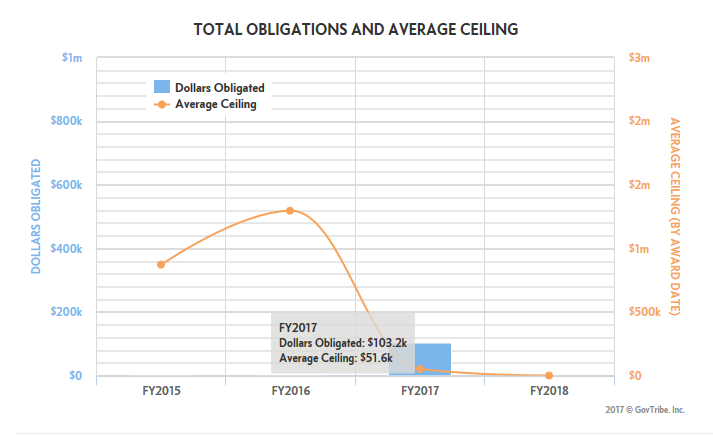 TOTAL OBLIGATIONS AND AVERAGE CEILING
$1m
$3m
Dollars Obligated
Average Ceiling
$800k
$2m
$600k
$2m
$400k
$1m
$200k
$500k
$0
$0
DOLLARS OBLIGATED
AVERAGE CEILING (BY AWARD DATE)
FY2017
Dollars Obligated: $103.2k
Average Ceiling: $51.6k
FY2015
FY2016
FY2017
FY2018
2017 © GovTribe, Inc.